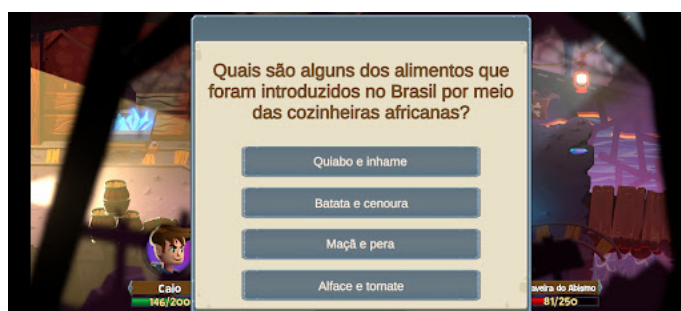 Quais são alguns dos alimentos que
foram introduzidos no Brasil por meio
das cozinheiras africanas?
Quiabo e inhame
Batata e cenoura
Maçã e pera
Alface e tomate
Caio
146/200
do Abismo
81/250